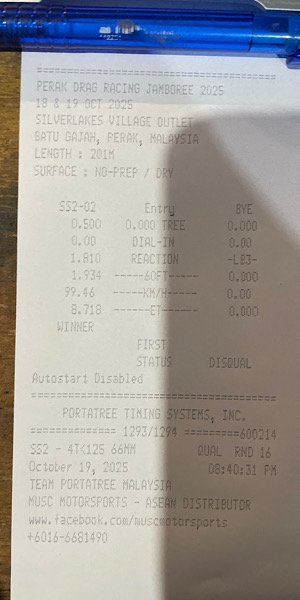 ================================
PERAK DRAG RACING JAMBOREE 2025
18 & 19 OCT 2025
SILVERLAKES VILLAGE OUTLET
BATU GAJAH, PERAK, MALAYSIA
LENGTH : 201M
SURFACE : NO-PREP / DRY
SS2-02 Entry BYE
0.500 0.000 TREE 0.000
0.00 DIAL-IN 0.00
1.810 REACTION -LB3-
1.934 -----60FT----- 0.000
99.46 -----KM/H----- 0.00
8.718 ------ET------ 0.000
WINNER
FIRST
STATUS DISQUAL
Autostart Disabled
================================
PORTATREE TIMING SYSTEMS, INC.
============== 1293/1294 =========600214
SS2 - 4TK125 66MM QUAL RND 16
October 19, 2025 08:40:31 PM
TEAM PORTATREE MALAYSIA
MUSC MOTORSPORTS - ASEAN DISTRIBUTOR
www.facebook.com/muscmotorsports
+6016-6681490